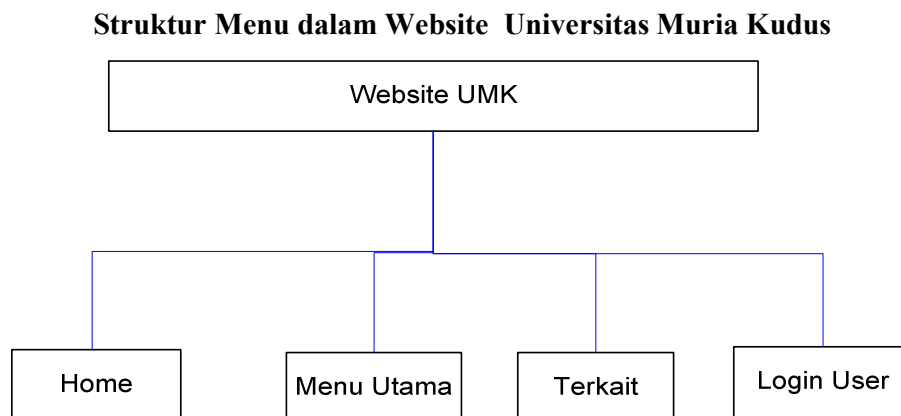 Struktur Menu dalam Website Universitas Muria Kudus
Website UMK
Home
Menu Utama
Terkait
Login User